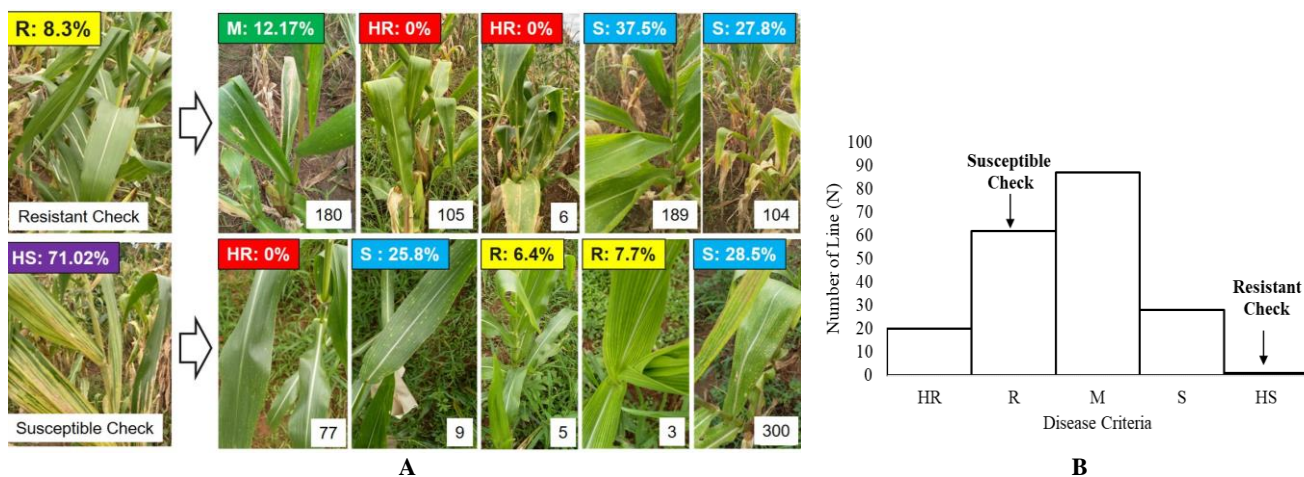 R: 8.3%
M: 12.17%
HR: 0%
HR: 0%
S: 37.5%
S: 27.8%
Resistant Check
180
105
6
189
104
HS: 71.02%
HR: 0%
S : 25.8%
R: 6.4%
R: 7.7%
S: 28.5%
Susceptible Check
77
9
5
3
300
A
Number of Line (N)
100
90
80
70
60
50
40
30
20
10
0
Susceptible
Check
Resistant
Check
HR
R
M
S
HS
Disease Criteria
B